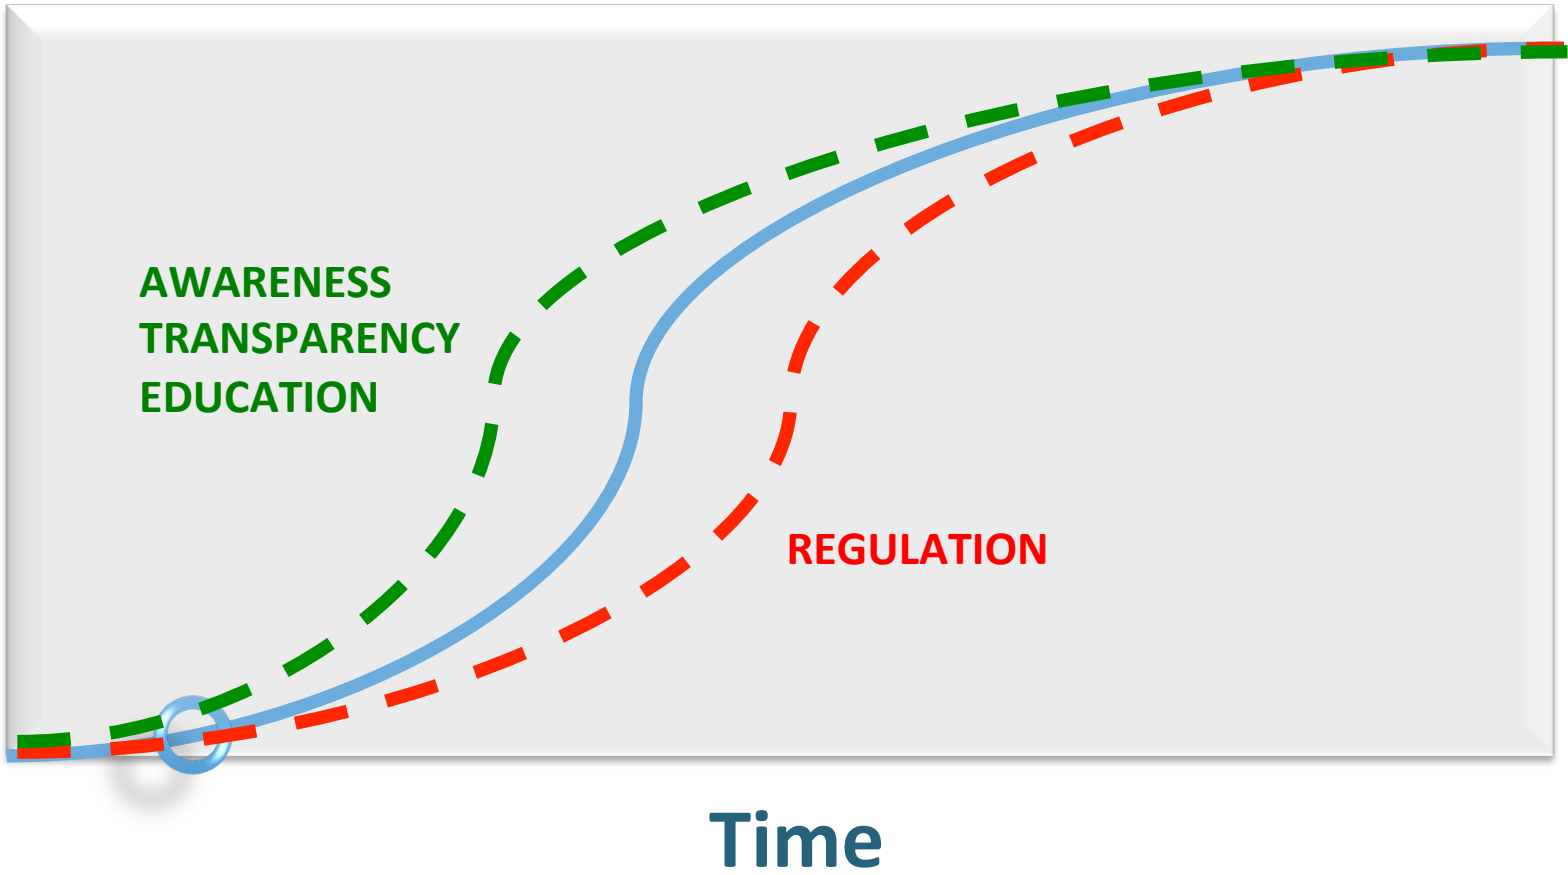 AWARENESS
TRANSPARENCY
EDUCATION
REGULATION
Time